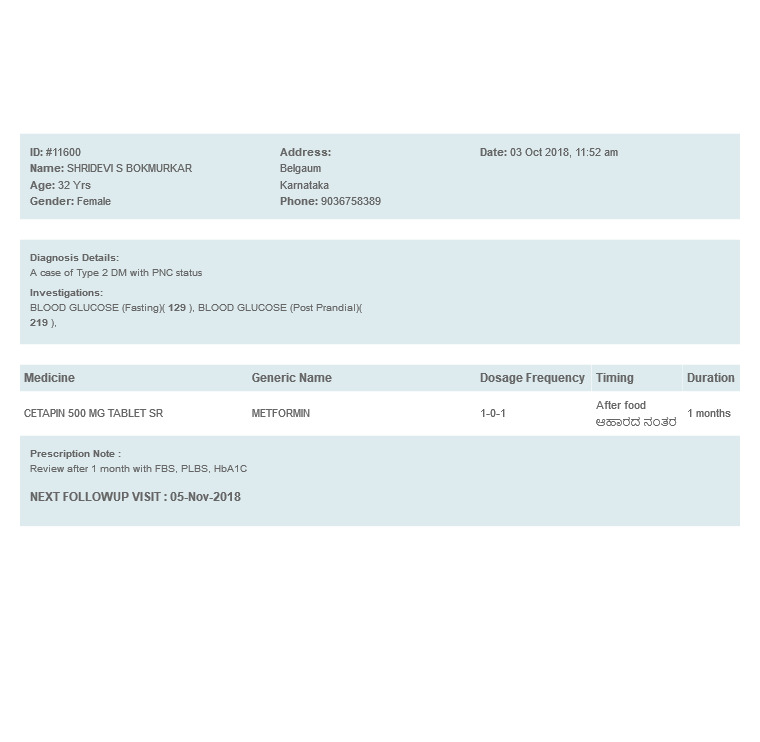 ID: #11600
Name: SHRIDEVI S BOKMURKAR
Age: 32 Yrs
Gender: Female
Address:
Belgaum
Karnataka
Phone: 9036758389
Date: 03 Oct 2018, 11:52 am
Diagnosis Details:
A case of Type 2 DM with PNC status
Investigations:
BLOOD GLUCOSE (Fasting)( 129 ), BLOOD GLUCOSE (Post Prandial)(
219 ),
Medicine Generic Name Dosage Frequency Timing Duration
CETAPIN 500 MG TABLET SR METFORMIN 1-0-1 After food 1 months
ಆಹಾರದ ನಂತರ
Prescription Note :
Review after 1 month with FBS, PLBS, HbA1C
NEXT FOLLOWUP VISIT : 05-Nov-2018